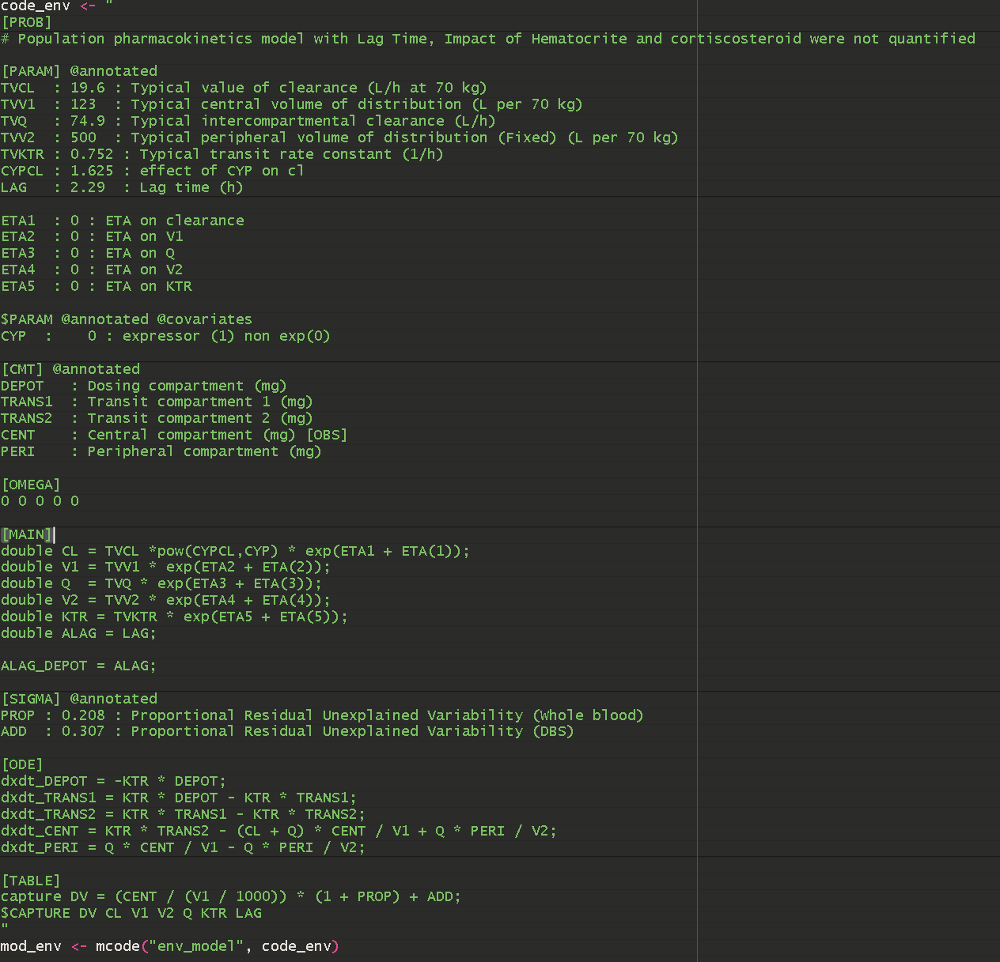 code_env <- "
[PROB]
# Population pharmacokinetics model with Lag Time, Impact of Hematocrite and cortiscosteroid were not quantified
[PARAM] @annotated
TVCL  : 19.6 : Typical value of clearance (L/h at 70 kg)
TVV1  : 123  : Typical central volume of distribution (L per 70 kg)
TVQ   : 74.9 : Typical intercompartmental clearance (L/h)
TVV2  : 500  : Typical peripheral volume of distribution (Fixed) (L per 70 kg)
TVKTR : 0.752 : Typical transit rate constant (1/h)
CYPCL : 1.625 : effect of CYP on cl
LAG   : 2.29  : Lag time (h)
ETA1  : 0 : ETA on clearance
ETA2  : 0 : ETA on V1
ETA3  : 0 : ETA on Q
ETA4  : 0 : ETA on V2
ETA5  : 0 : ETA on KTR
$PARAM @annotated @covariates
CYP  :    0 : expressor (1) non exp(0)
[CMT] @annotated
DEPOT   : Dosing compartment (mg)
TRANS1  : Transit compartment 1 (mg)
TRANS2  : Transit compartment 2 (mg)
CENT    : Central compartment (mg) [OBS]
PERI    : Peripheral compartment (mg)
[OMEGA]
0 0 0 0 0
[MAIN]
double CL = TVCL *pow(CYPCL,CYP) * exp(ETA1 + ETA(1));
double V1 = TVV1 * exp(ETA2 + ETA(2));
double Q  = TVQ * exp(ETA3 + ETA(3));
double V2 = TVV2 * exp(ETA4 + ETA(4));
double KTR = TVKTR * exp(ETA5 + ETA(5));
double ALAG = LAG;
ALAG_DEPOT = ALAG;
[SIGMA] @annotated
PROP : 0.208 : Proportional Residual Unexplained Variability (Whole blood)
ADD  : 0.307 : Proportional Residual Unexplained Variability (DBS)
[ODE]
dxdt_DEPOT = -KTR * DEPOT;
dxdt_TRANS1 = KTR * DEPOT - KTR * TRANS1;
dxdt_TRANS2 = KTR * TRANS1 - KTR * TRANS2;
dxdt_CENT = KTR * TRANS2 - (CL + Q) * CENT / V1 + Q * PERI / V2;
dxdt_PERI = Q * CENT / V1 - Q * PERI / V2;
[TABLE]
capture DV = (CENT / (V1 / 1000)) * (1 + PROP) + ADD;
$CAPTURE DV CL V1 V2 Q KTR LAG
"
mod_env <- mcode("env_model", code_env)